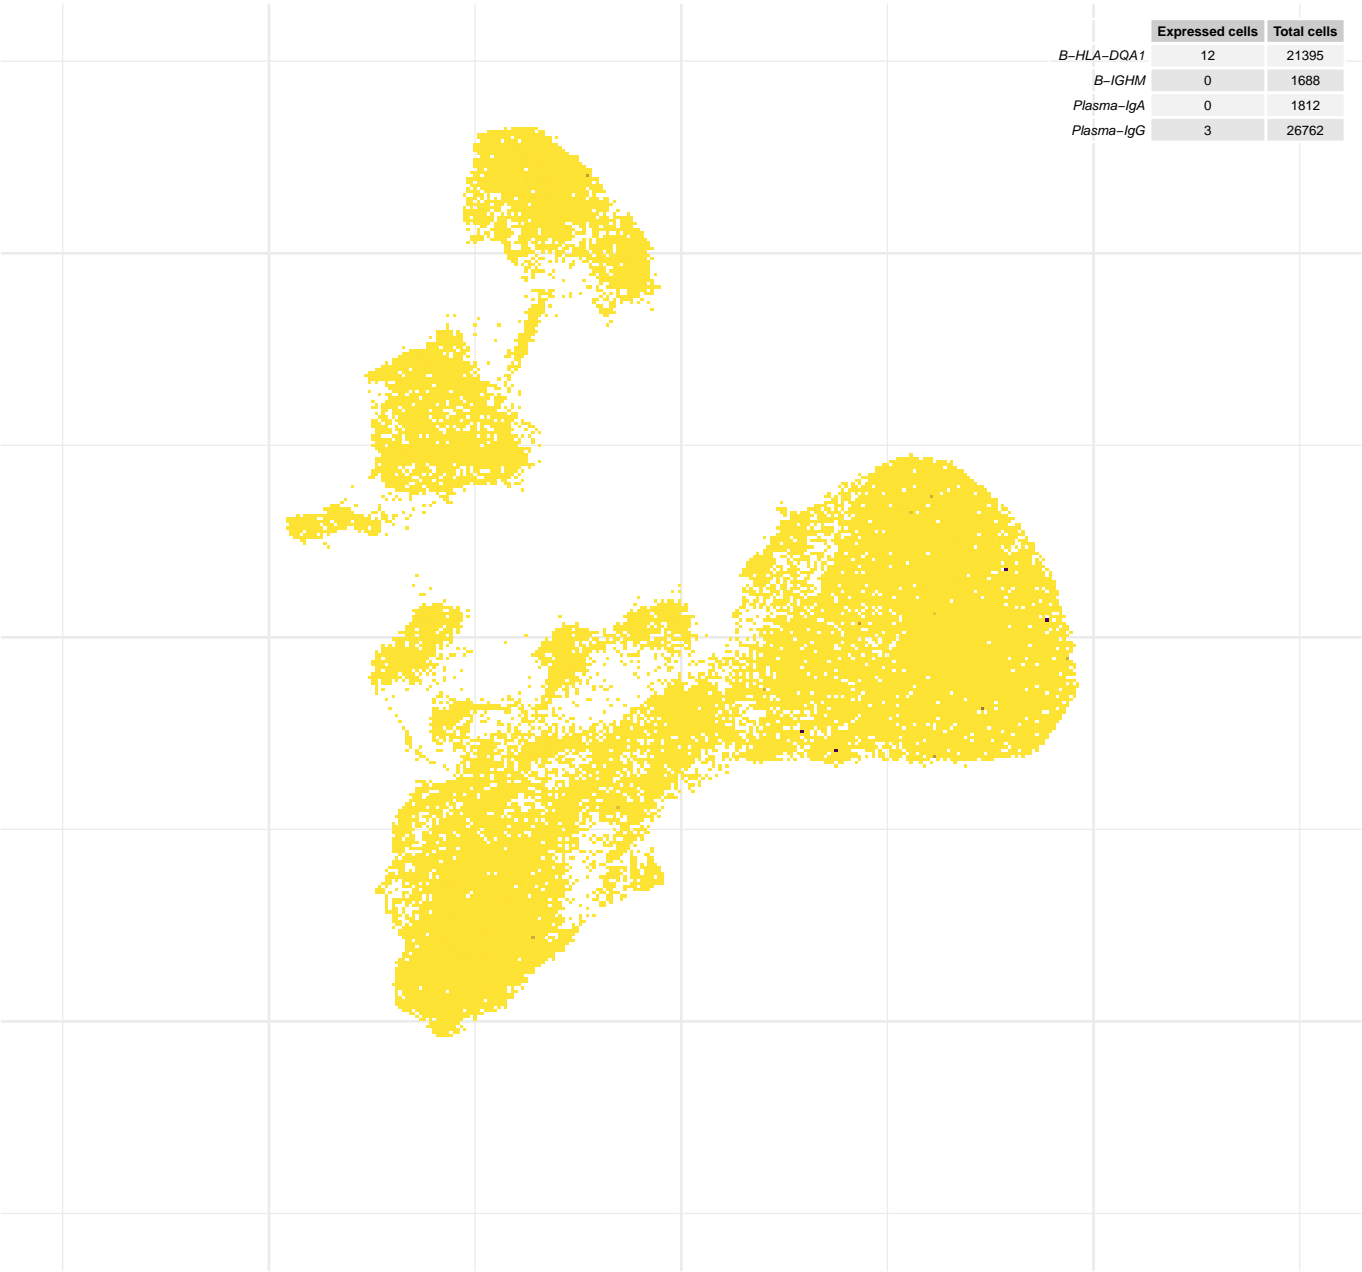 Expressed cells Total cells
B−HLA−DQA1 12 21395
B−IGHM 0 1688
Plasma−IgA 0 1812
Plasma−IgG 3 26762